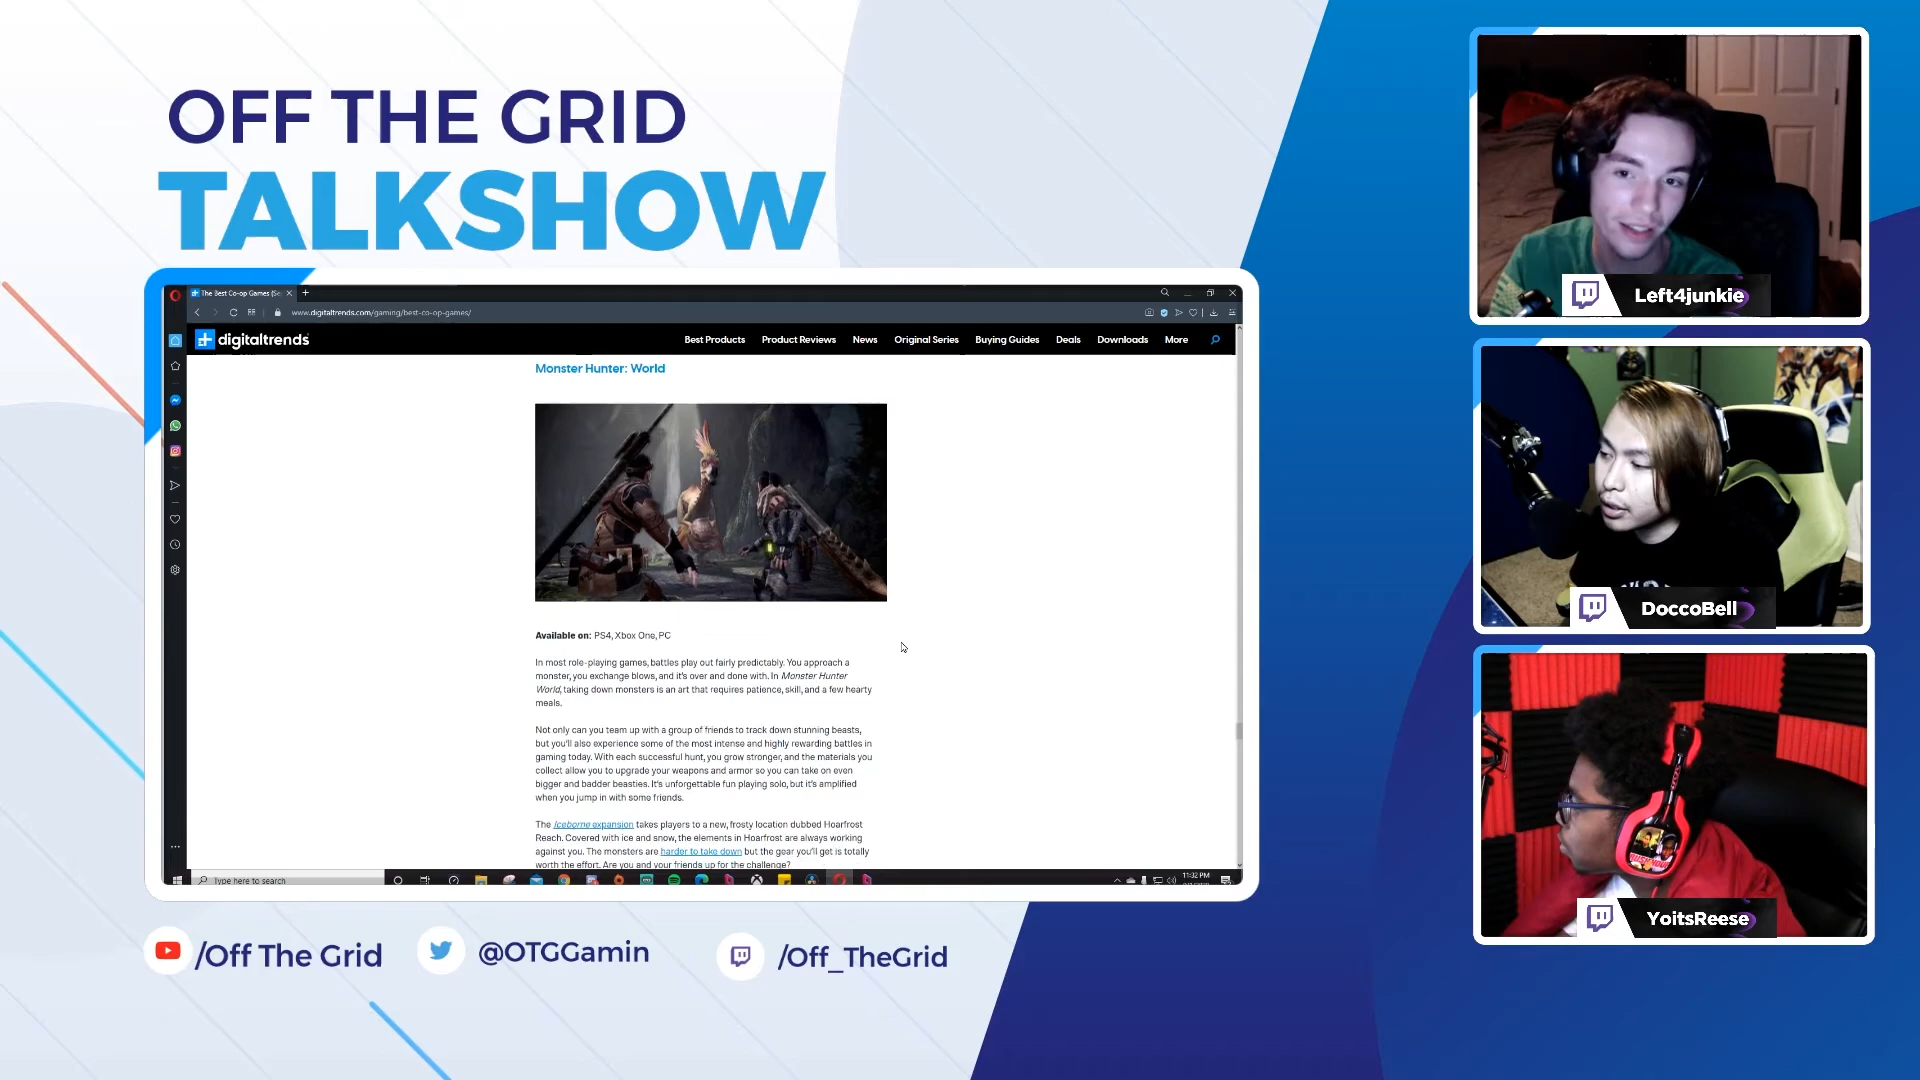 OFF THE GRID
TALKSHOW
The Best Co-op Games (Se
www.digitaltrends.com/gaming/best-co-op-games/
digitaltrends
Best Products
Product Reviews
News
Original Series
Buying Guides
Deals
Downloads
More
Monster Hunter: World
Available on: PS4, Xbox One, PC
In most role-playing games, battles play out fairly predictably. You approach a
monster, you exchange blows, and it's over and done with. In Monster Hunter
World, taking down monsters is an art that requires patience, skill, and a few hearty
meals.
Not only can you team up with a group of friends to track down stunning beasts,
but you'll also experience some of the most intense and highly rewarding battles in
gaming today. With each successful hunt, you grow stronger, and the materials you
collect allow you to upgrade your weapons and armor so you can take on even
bigger and badder beasties. It's unforgettable fun playing solo, but it's amplified
when you jump in with some friends.
The Iceborne expansion takes players to a new, frosty location dubbed Hoarfrost
Reach. Covered with ice and snow, the elements in Hoarfrost are always working
against you. The monsters are harder to take down but the gear you'll get is totally
worth the effort. Are you and your friends up for the challenge?
Type here to search
11:32 PM
Left4junkie
DoccoBell
YoitsReese
/Off The Grid
@OTGGamin
/Off_TheGrid